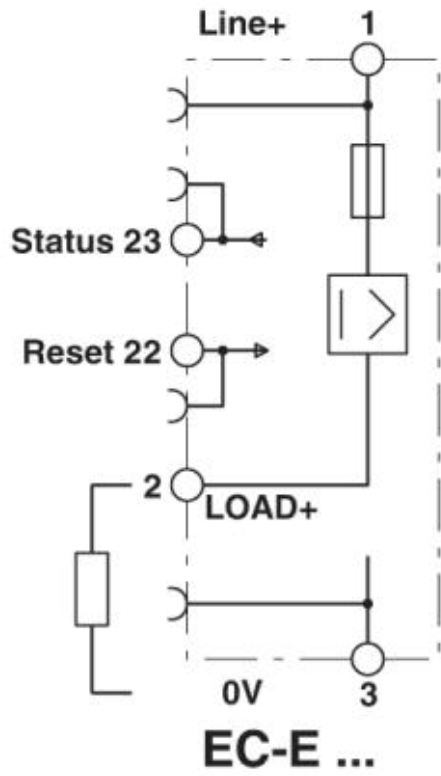 Line+ 1
Status 23
Reset 22
2
LOAD+
0V 3
EC-E ...